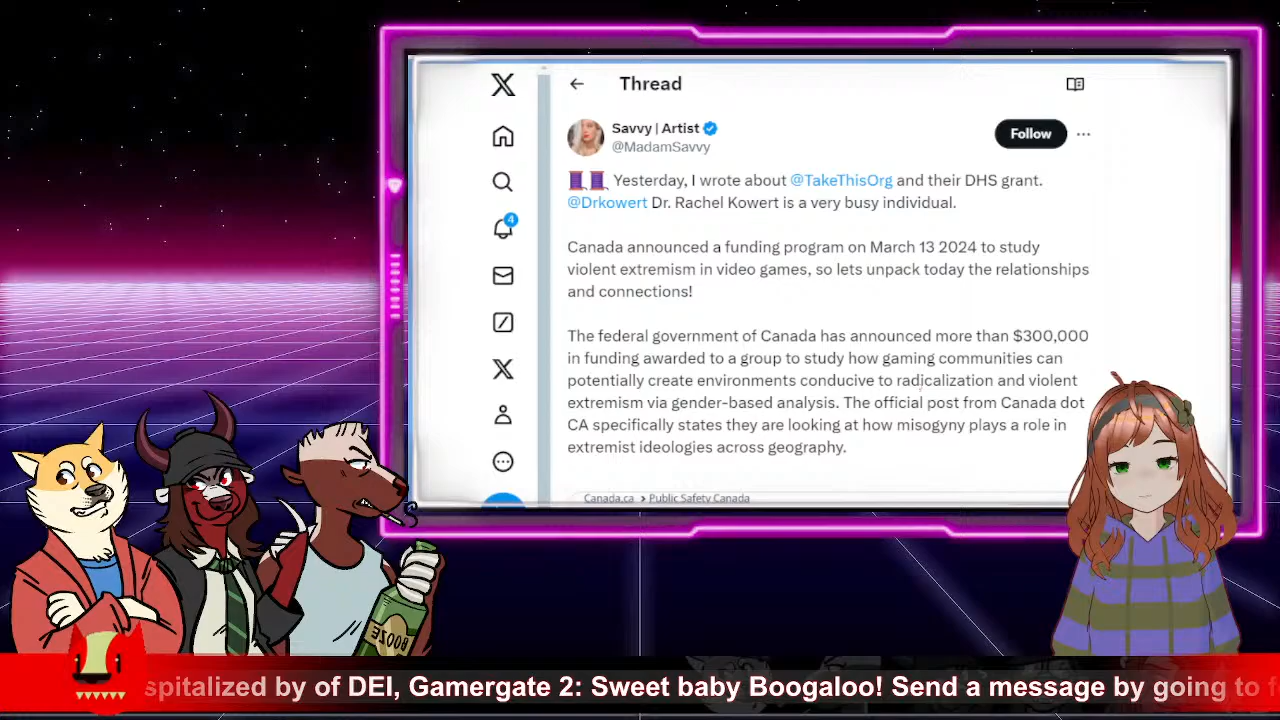 Thread
Savvy | Artist
@MadamSavvy
Follow
Yesterday, I wrote about @TakeThisOrg and their DHS grant.
@Drkowert Dr. Rachel Kowert is a very busy individual.
Canada announced a funding program on March 13 2024 to study
violent extremism in video games, so lets unpack today the relationships
and connections!
The federal government of Canada has announced more than $300,000
in funding awarded to a group to study how gaming communities can
potentially create environments conducive to radicalization and violent
extremism via gender-based analysis. The official post from Canada dot
CA specifically states they are looking at how misogyny plays a role in
extremist ideologies across geography.
Canada.ca > Public Safety Canada
4
BOOZE
spitalized by of DEI, Gamergate 2: Sweet baby Boogaloo! Send a message by going to f